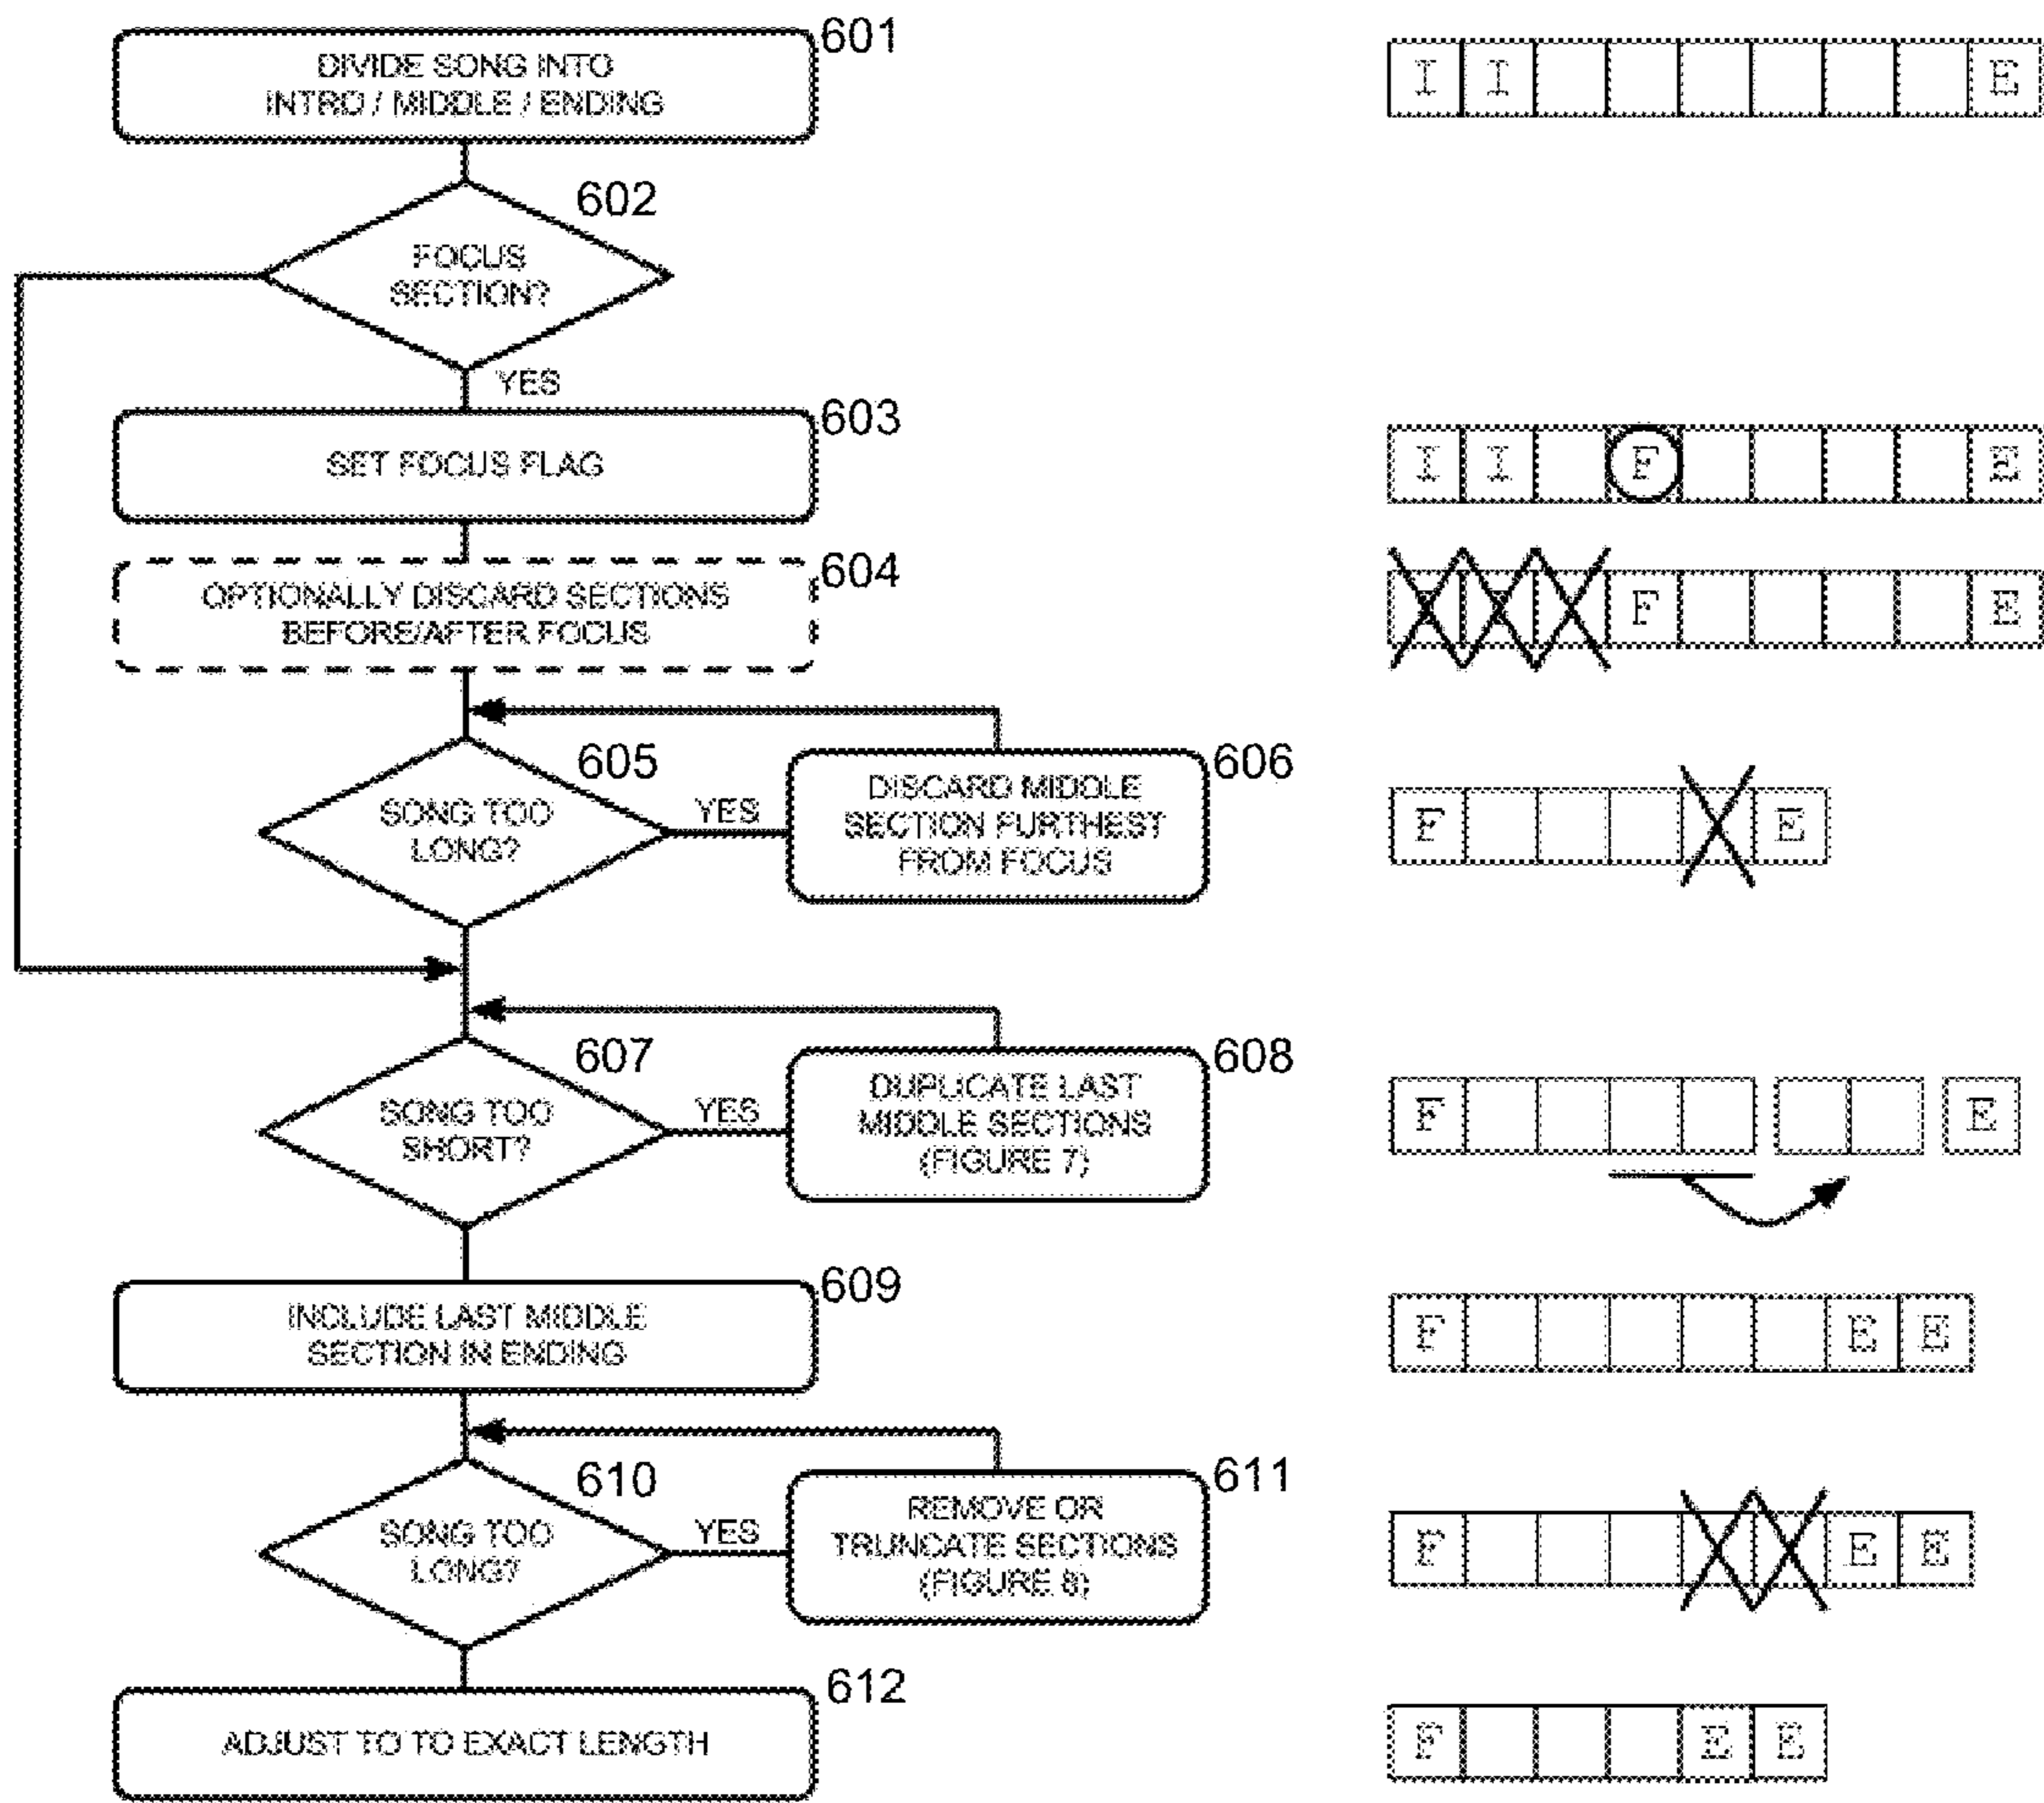 601
DIVIDE SONG INTO
INTRO / MIDDLE / ENDING
I I E
602
FOCUS
SECTION?
YES
603
SET FOCUS FLAG
I I F E
604
OPTIONALLY DISCARD SECTIONS
BEFORE/AFTER FOCUS
F E
605
SONG TOO
LONG?
YES
606
DISCARD MIDDLE
SECTION FURTHEST
FROM FOCUS
F E
607
SONG TOO
SHORT?
YES
608
DUPLICATE LAST
MIDDLE SECTIONS
(FIGURE 7)
F E
609
INCLUDE LAST MIDDLE
SECTION IN ENDING
F E E
610
SONG TOO
LONG?
YES
611
REMOVE OR
TRUNCATE SECTIONS
(FIGURE 8)
F E E
612
ADJUST TO TO EXACT LENGTH
F E E